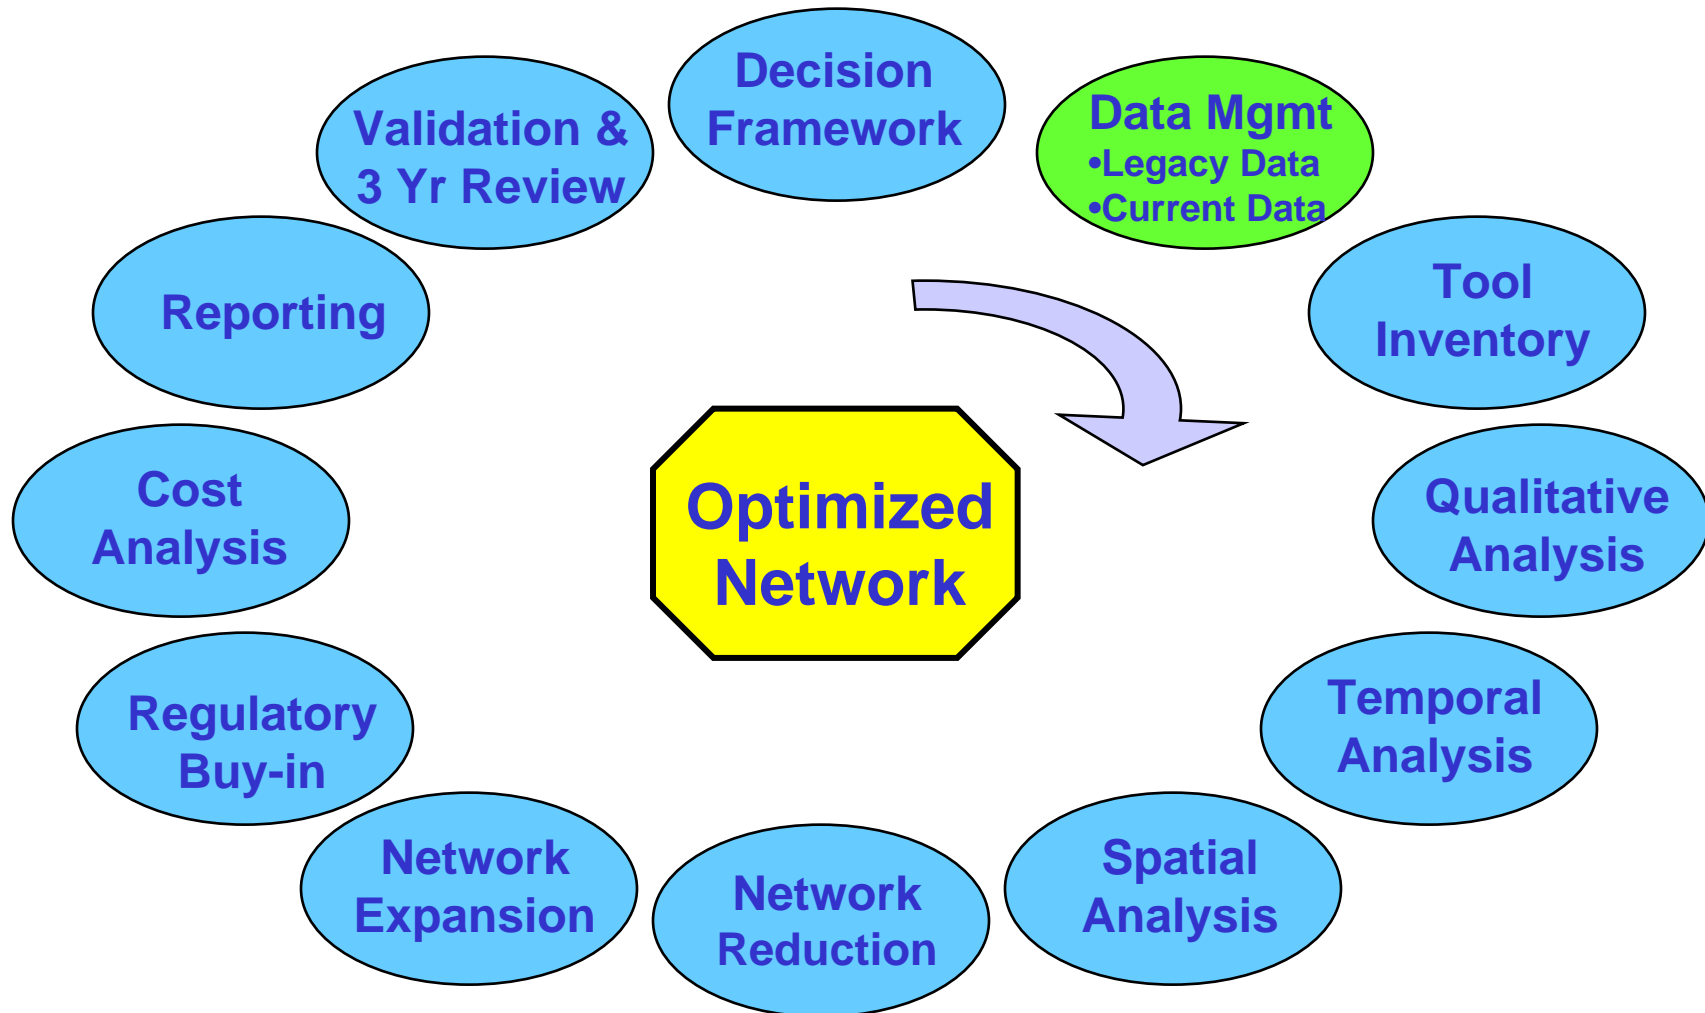 Decision
Framework
Data Mgmt
•Legacy Data
•Current Data
Tool
Inventory
Qualitative
Analysis
Temporal
Analysis
Spatial
Analysis
Network
Reduction
Network
Expansion
Regulatory
Buy-in
Cost
Analysis
Reporting
Validation &
3 Yr Review
Optimized
Network